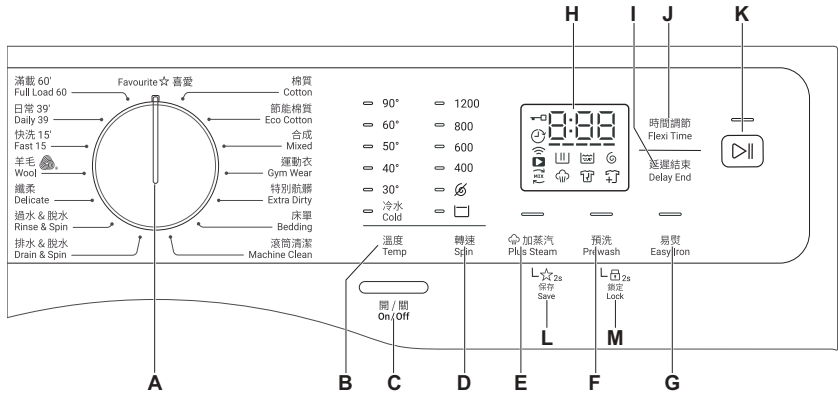 H
I
J
K
滿載 60'
Full Load 60
日常 39'
Daily 39
快洗 15'
Fast 15
羊毛
Wool
纖柔
Delicate
過水 & 脫水
Rinse & Spin
排水 & 脫水
Drain & Spin
Favourite ☆ 喜愛
棉質
Cotton
節能棉質
Eco Cotton
合成
Mixed
運動衣
Gym Wear
特別骯髒
Extra Dirty
床單
Bedding
滾筒清潔
Machine Clean
90°
60°
50°
40°
30°
冷水
Cold
溫度
Temp
1200
800
600
400
轉速
Spin
8:88
MIX
時間調節
Flexi Time
延遲結束
Delay End
加蒸汽
Plus Steam
預洗
Prewash
易熨
Easy Iron
開 / 關
On/Off
☆ 2s
保存
Save
2s
鎖定
Lock
L
M
A
B
C
D
E
F
G